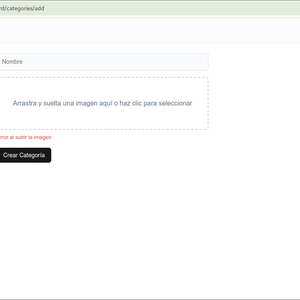 rd/categories/add
Nombre
Arrastra y suelta una imagen aquí o haz clic para seleccionar
rror al subir la imagen
Crear Categoría